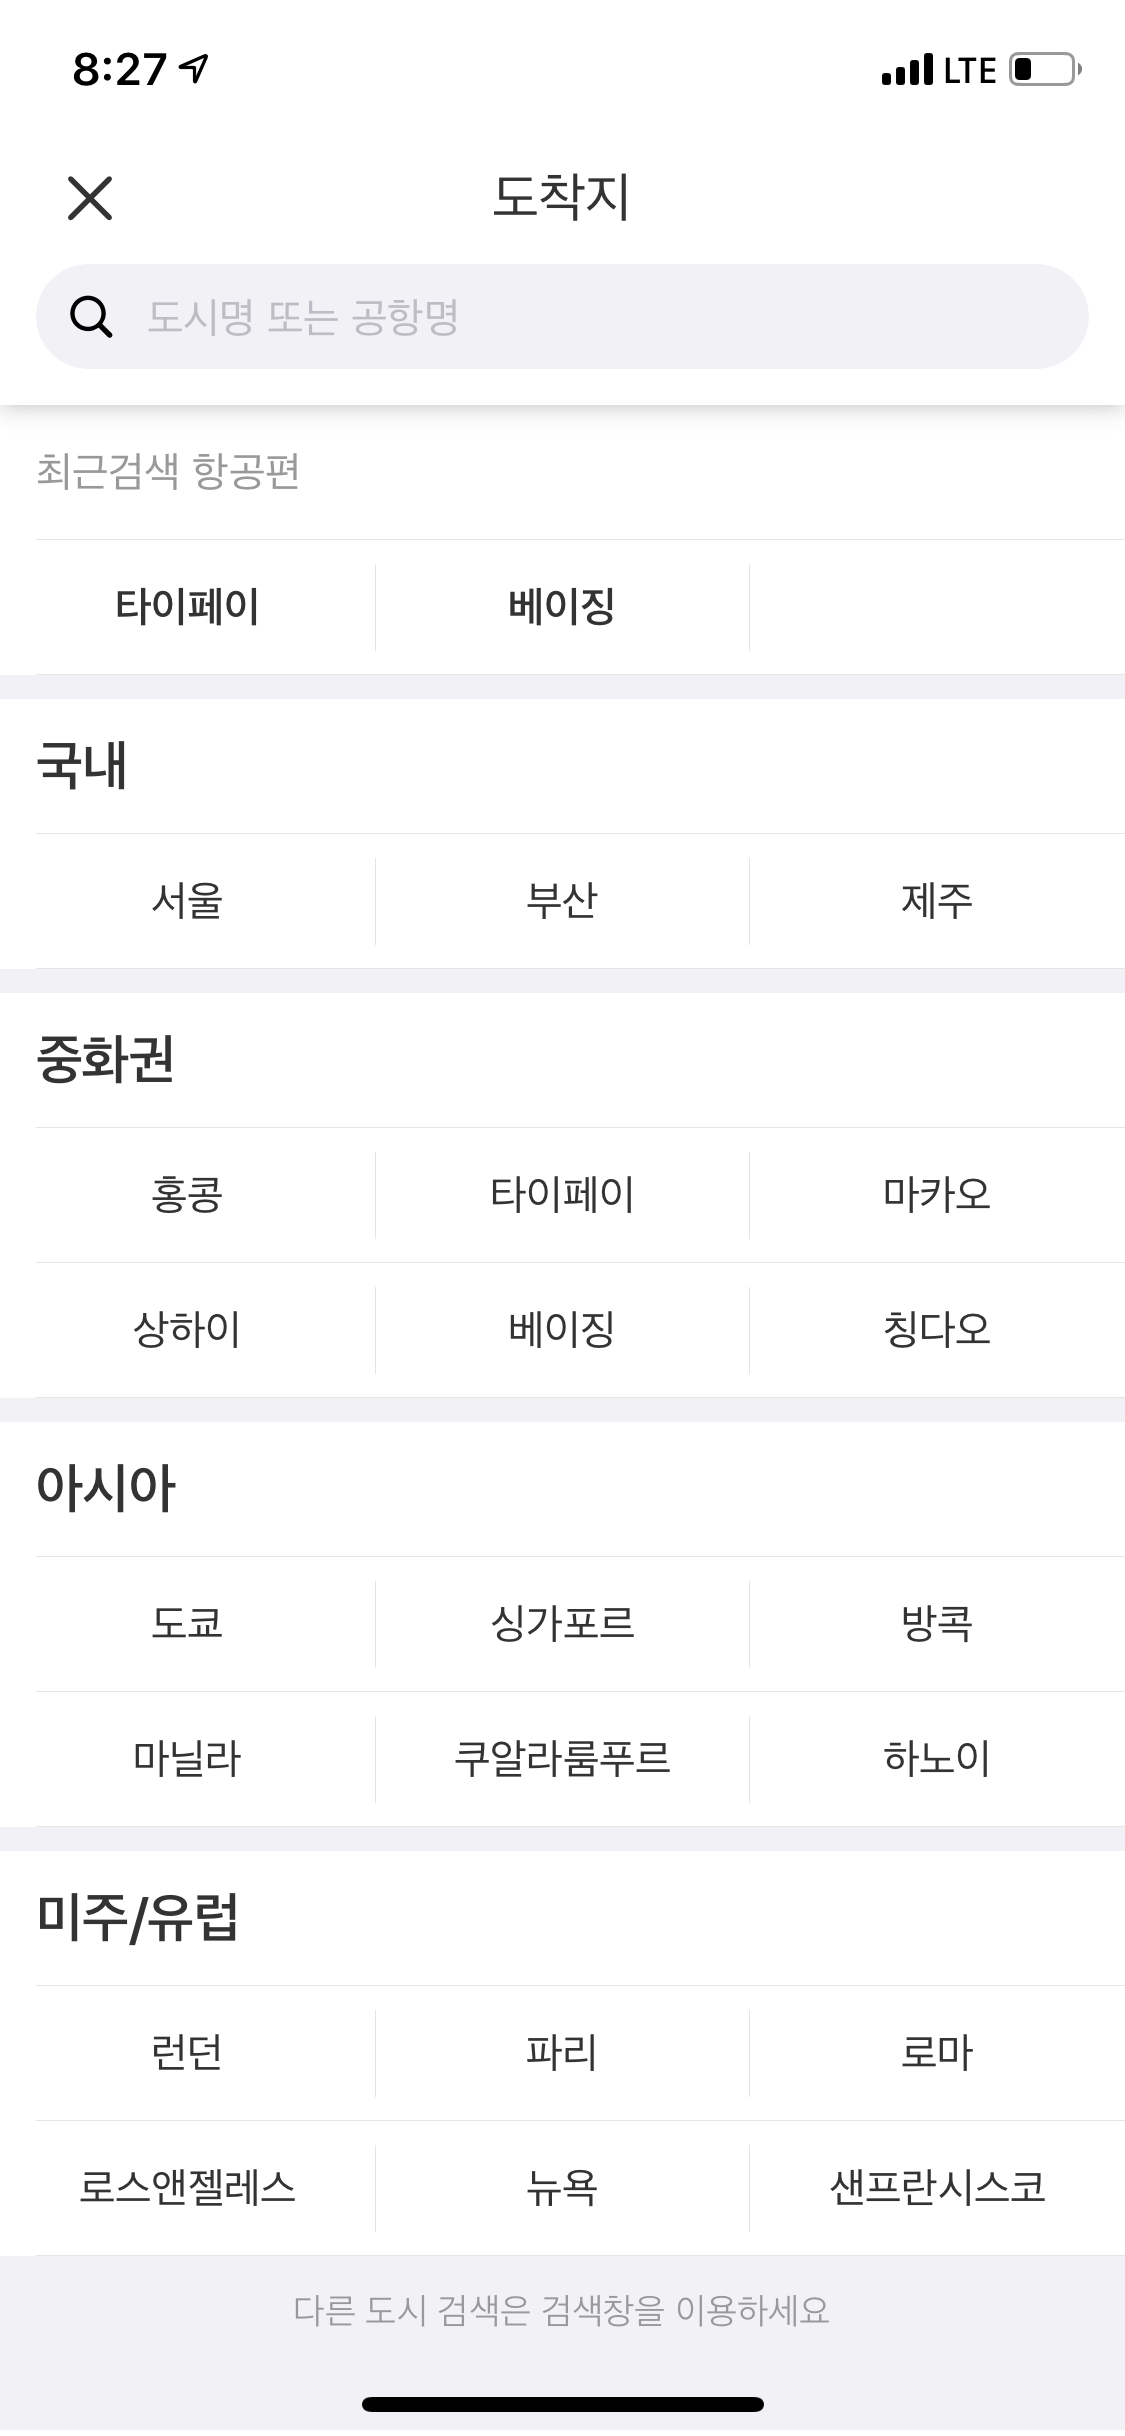 8:27 LTE
도착지
도시명 또는 공항명
최근검색 항공편
타이페이 베이징
국내
서울 부산 제주
중화권
홍콩 타이페이 마카오
상하이 베이징 칭다오
아시아
도쿄 싱가포르 방콕
마닐라 쿠알라룸푸르 하노이
미주/유럽
런던 파리 로마
로스앤젤레스 뉴욕 샌프란시스코
다른 도시 검색은 검색창을 이용하세요